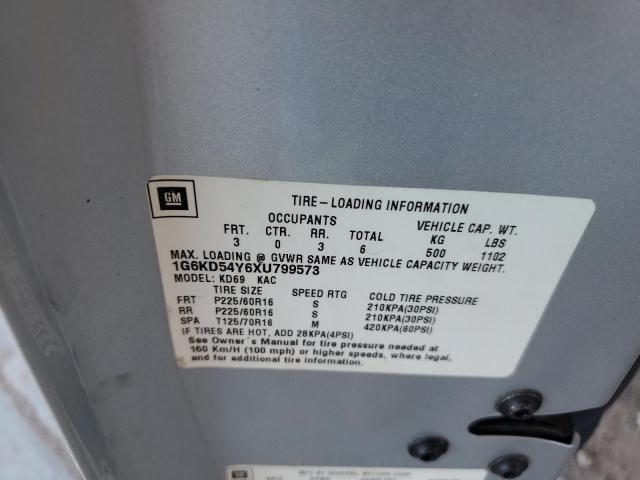 GM
TIRE-LOADING INFORMATION
OCCUPANTS VEHICLE CAP. WT.
FRT. CTR. RR. TOTAL KG LBS
3 0 3 6 500 1102
MAX. LOADING @ GVWR SAME AS VEHICLE CAPACITY WEIGHT.
1G6KD54Y6XU799573
MODEL: KD69 KAC
TIRE SIZE SPEED RTG COLD TIRE PRESSURE
FRT P225/60R16 S 210KPA(30PSI)
RR P225/60R16 S 210KPA(30PSI)
SPA T125/70R16 M 420KPA(60PSI)
IF TIRES ARE HOT, ADD 28KPA(4PSI)
See Owner's Manual for tire pressure needed at
160 Km/H (100 mph) or higher speeds, where legal,
and for additional tire information.
GM